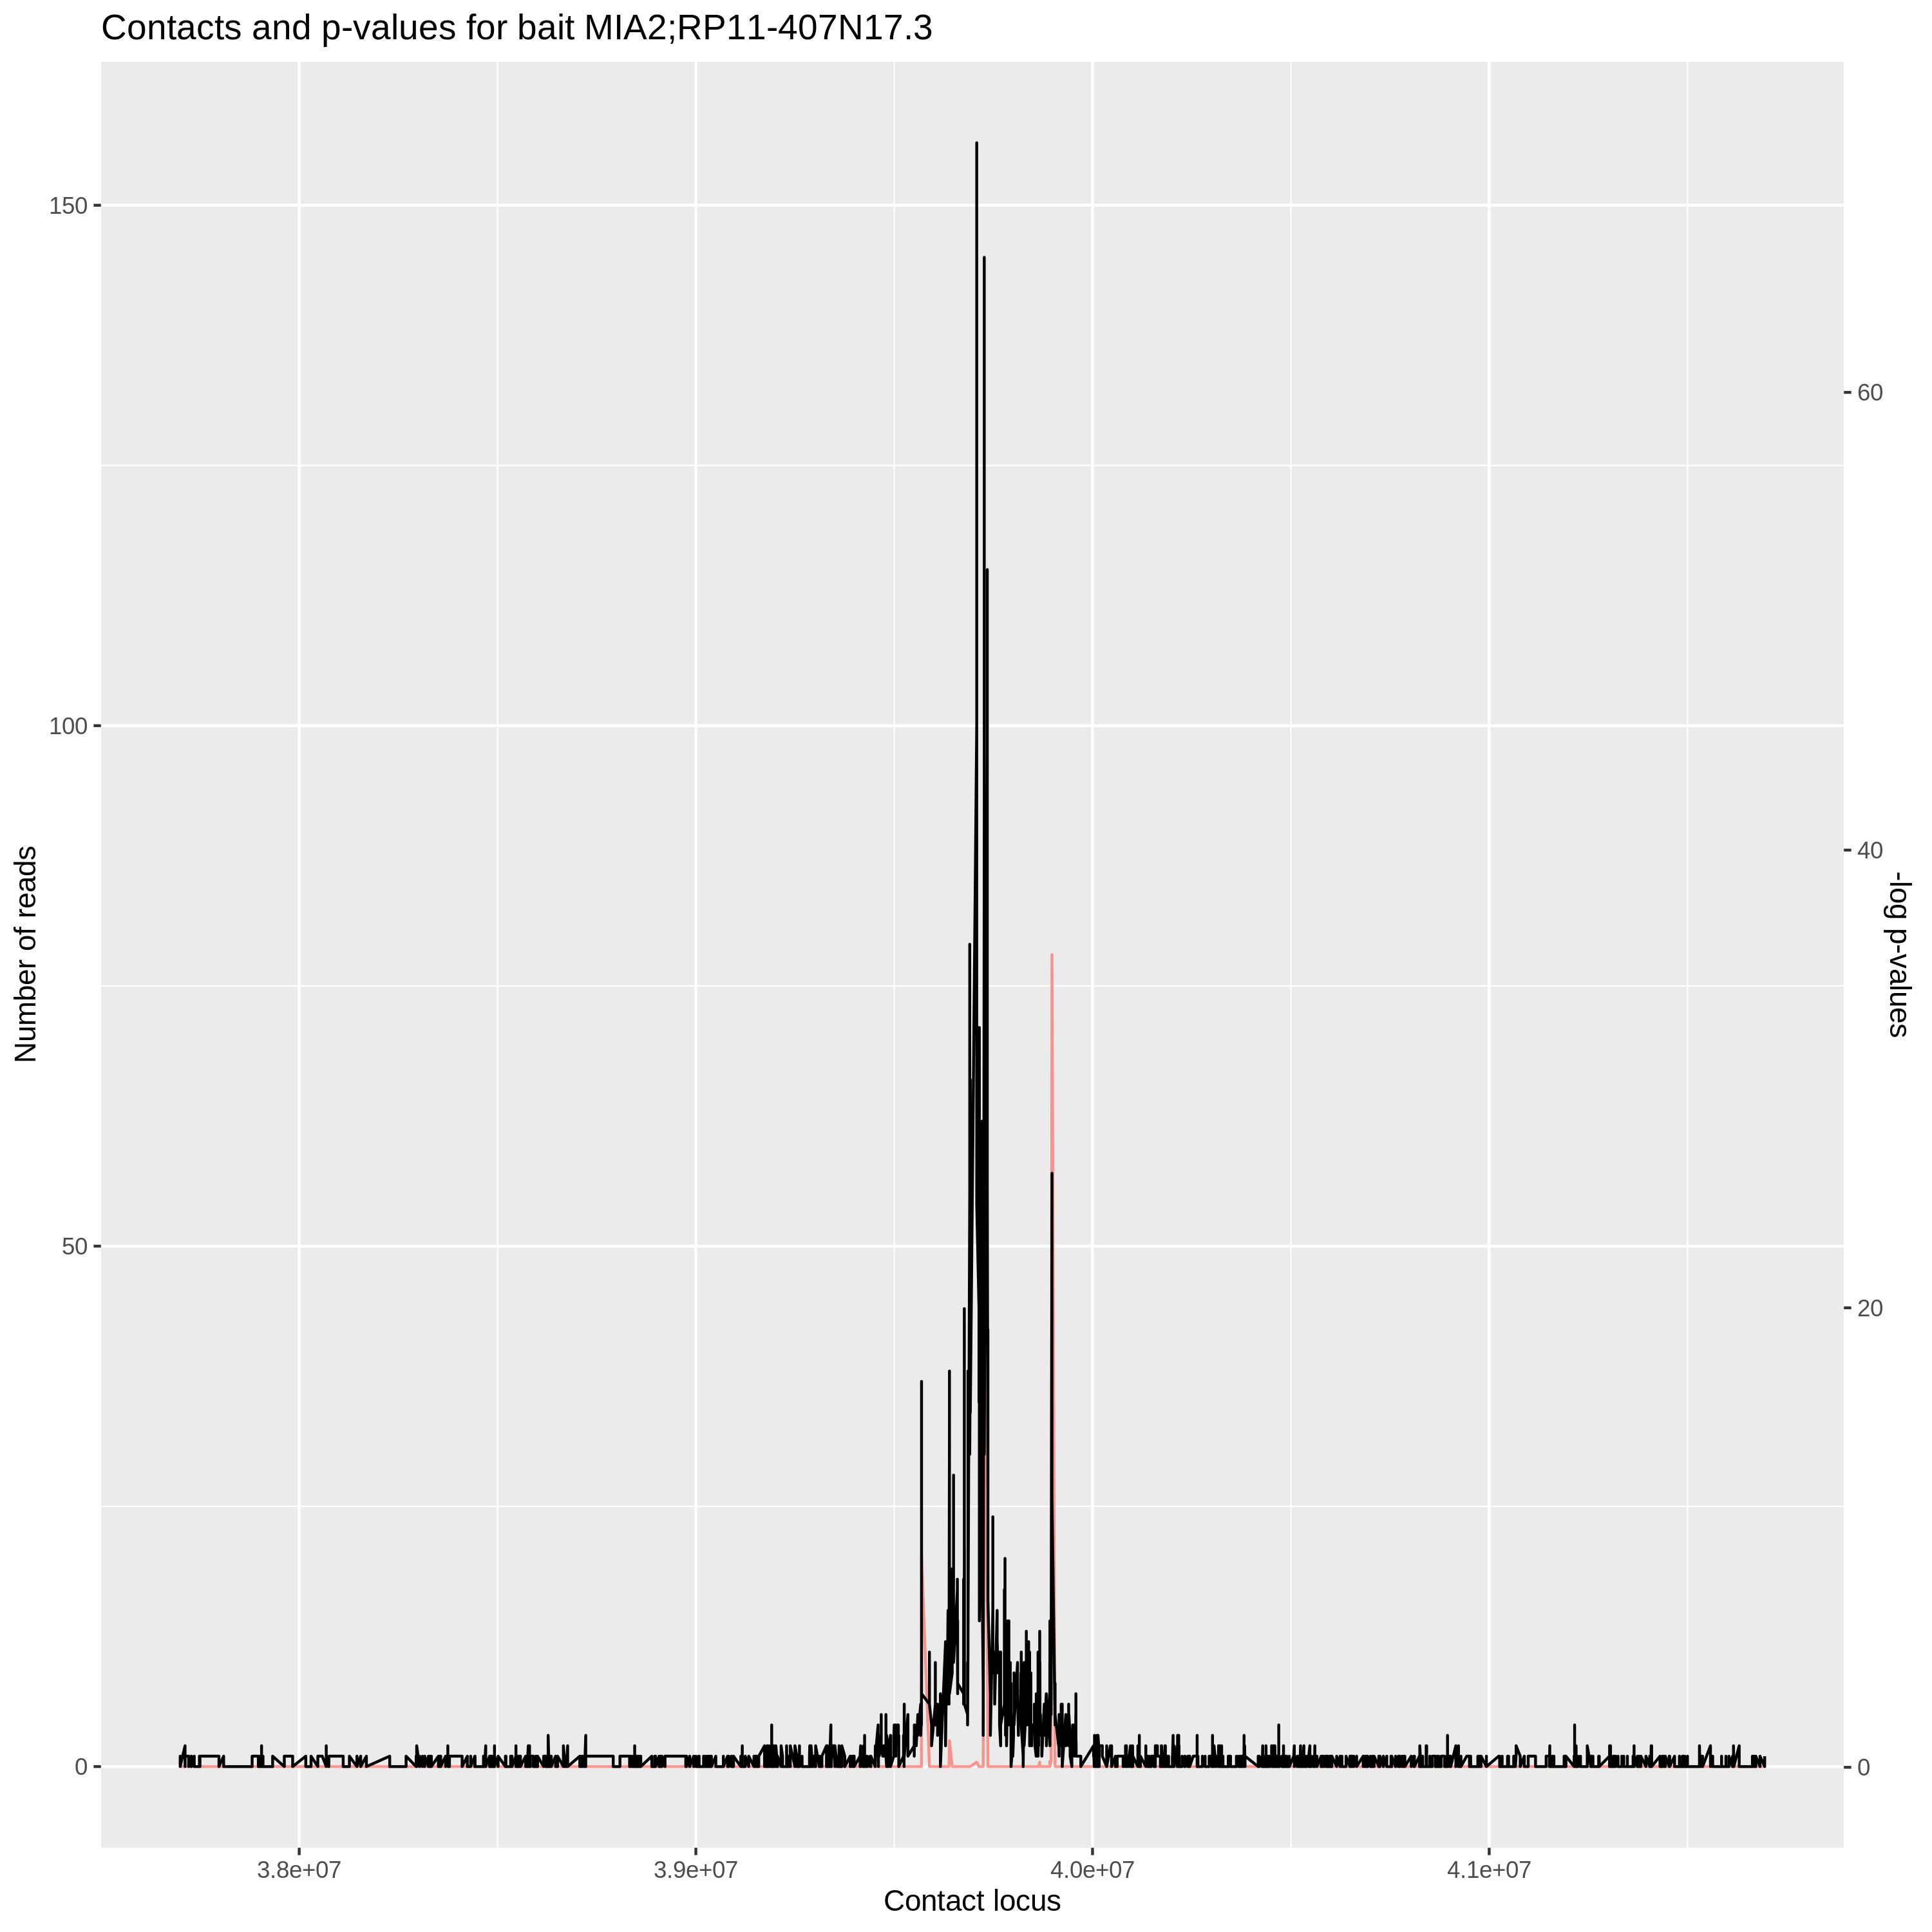 Contacts and p-values for bait MIA2;RP11-407N17.3
150
100
50
0
Number of reads
60
40
20
0
-log p-values
3.8e+07 3.9e+07 4.0e+07 4.1e+07
Contact locus